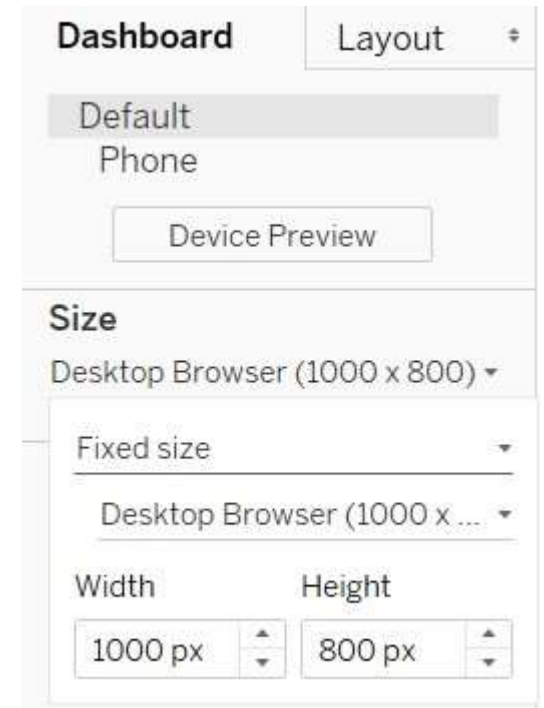 Dashboard Layout
Default
Phone
Device Preview
Size
Desktop Browser (1000 x 800)
Fixed size
Desktop Browser (1000 x ...
Width Height
1000 px 800 px